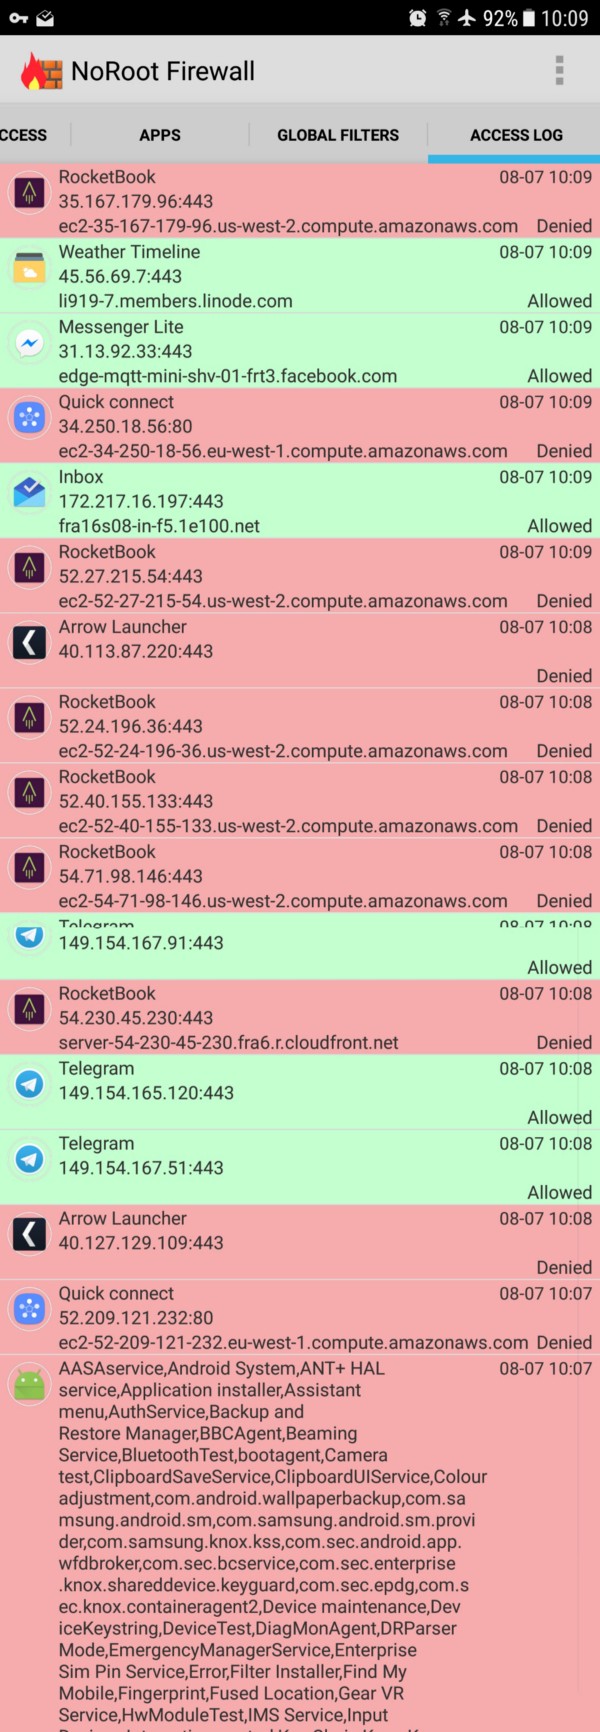 92% 10:09
NoRoot Firewall
CCESS APPS GLOBAL FILTERS ACCESS LOG
RocketBook 08-07 10:09
35.167.179.96:443
ec2-35-167-179-96.us-west-2.compute.amazonaws.com Denied
Weather Timeline 08-07 10:09
45.56.69.7:443
li919-7.members.linode.com Allowed
Messenger Lite 08-07 10:09
31.13.92.33:443
edge-mqtt-mini-shv-01-frt3.facebook.com Allowed
Quick connect 08-07 10:09
34.250.18.56:80
ec2-34-250-18-56.eu-west-1.compute.amazonaws.com Denied
Inbox 08-07 10:09
172.217.16.197:443
fra16s08-in-f5.1e100.net Allowed
RocketBook 08-07 10:09
52.27.215.54:443
ec2-52-27-215-54.us-west-2.compute.amazonaws.com Denied
Arrow Launcher 08-07 10:08
40.113.87.220:443
Denied
RocketBook 08-07 10:08
52.24.196.36:443
ec2-52-24-196-36.us-west-2.compute.amazonaws.com Denied
RocketBook 08-07 10:08
52.40.155.133:443
ec2-52-40-155-133.us-west-2.compute.amazonaws.com Denied
RocketBook 08-07 10:08
54.71.98.146:443
ec2-54-71-98-146.us-west-2.compute.amazonaws.com Denied
Telegram 08-07 10:08
149.154.167.91:443
Allowed
RocketBook 08-07 10:08
54.230.45.230:443
server-54-230-45-230.fra6.r.cloudfront.net Denied
Telegram 08-07 10:08
149.154.165.120:443
Allowed
Telegram 08-07 10:08
149.154.167.51:443
Allowed
Arrow Launcher 08-07 10:08
40.127.129.109:443
Denied
Quick connect 08-07 10:07
52.209.121.232:80
ec2-52-209-121-232.eu-west-1.compute.amazonaws.com Denied
AASAservice,Android System,ANT+ HAL 08-07 10:07
service,Application installer,Assistant
menu,AuthService,Backup and
Restore Manager,BBCAgent,Beaming
Service,BluetoothTest,bootagent,Camera
test,ClipboardSaveService,ClipboardUIService,Colour
adjustment,com.android.wallpaperbackup,com.sa
msung.android.sm,com.samsung.android.sm.provi
der,com.samsung.knox.kss,com.sec.android.app.
wfdbroker,com.sec.bcservice,com.sec.enterprise
.knox.shareddevice.keyguard,com.sec.epdg,com.s
ec.knox.containeragent2,Device maintenance,Dev
iceKeystring,DeviceTest,DiagMonAgent,DRParser
Mode,EmergencyManagerService,Enterprise
Sim Pin Service,Error,Filter Installer,Find My
Mobile,Fingerprint,Fused Location,Gear VR
Service,HwModuleTest,IMS Service,Input